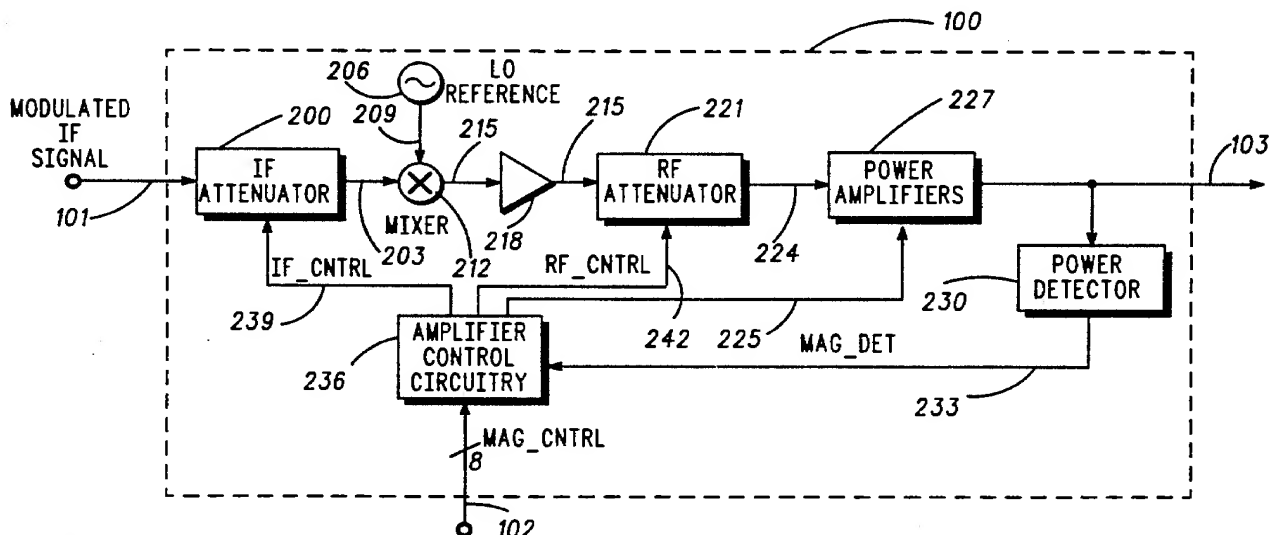 100
206
LO
REFERENCE
MODULATED
IF
SIGNAL
200
209
215
215
221
227
103
IF
ATTENUATOR
RF
ATTENUATOR
POWER
AMPLIFIERS
101
203
MIXER
212
218
224
IF_CNTRL
RF_CNTRL
230
POWER
DETECTOR
239
242
225
236
AMPLIFIER
CONTROL
CIRCUITRY
MAG_DET
233
MAG_CNTRL
8
102